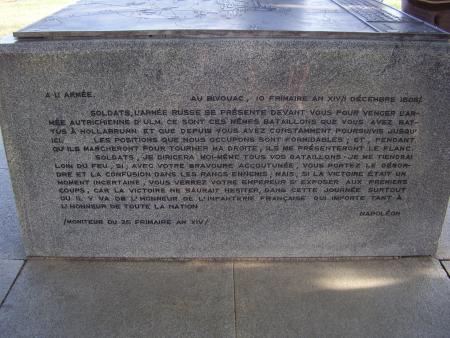 A L'ARMÉE. AU BIVOUAC, 10 FRIMAIRE AN XIV/1 DÉCEMBRE 1805/
SOLDATS, L'ARMÉE RUSSE SE PRÉSENTE DEVANT VOUS POUR VENGER L'AR-
MÉE AUTRICHIENNE D'ULM. CE SONT CES MÊMES BATAILLONS QUE VOUS AVEZ BAT-
TUS À HOLLABRUNN ET QUE DEPUIS VOUS AVEZ CONSTAMMENT POURSUIVIS JUSQU'
ICI LES POSITIONS QUE NOUS OCCUPONS SONT FORMIDABLES; ET, PENDANT
QU'ILS MARCHERONT POUR TOURNER MA DROITE, ILS ME PRÉSENTERONT LE FLANC.
SOLDATS, JE DIRIGERAI MOI-MÊME TOUS VOS BATAILLONS. JE ME TIENDRAI
LOIN DU FEU, SI, AVEC VOTRE BRAVOURE ACCOUTUNÉE, VOUS PORTEZ LE DÉSOR-
DRE ET LA CONFUSION DANS LES RANGS ENNEMIS; MAIS, SI LA VICTOIRE ÉTAIT UN
MOMENT INCERTAINE, VOUS VERREZ VOTRE EMPEREUR S'EXPOSER AUX PREMIERS
COUPS, CAR LA VICTOIRE NE SAURAIT HESITER, DANS CETTE JOURNÉE SURTOUT
OU IL Y VA DE L'HONNEUR DE L'INFANTERIE FRANÇAISE QUI IMPORTE TANT À
L'HONNEUR DE TOUTE LA NATION
NAPOLÉON
/MONITEUR DU 25 FRIMAIRE AN XIV/